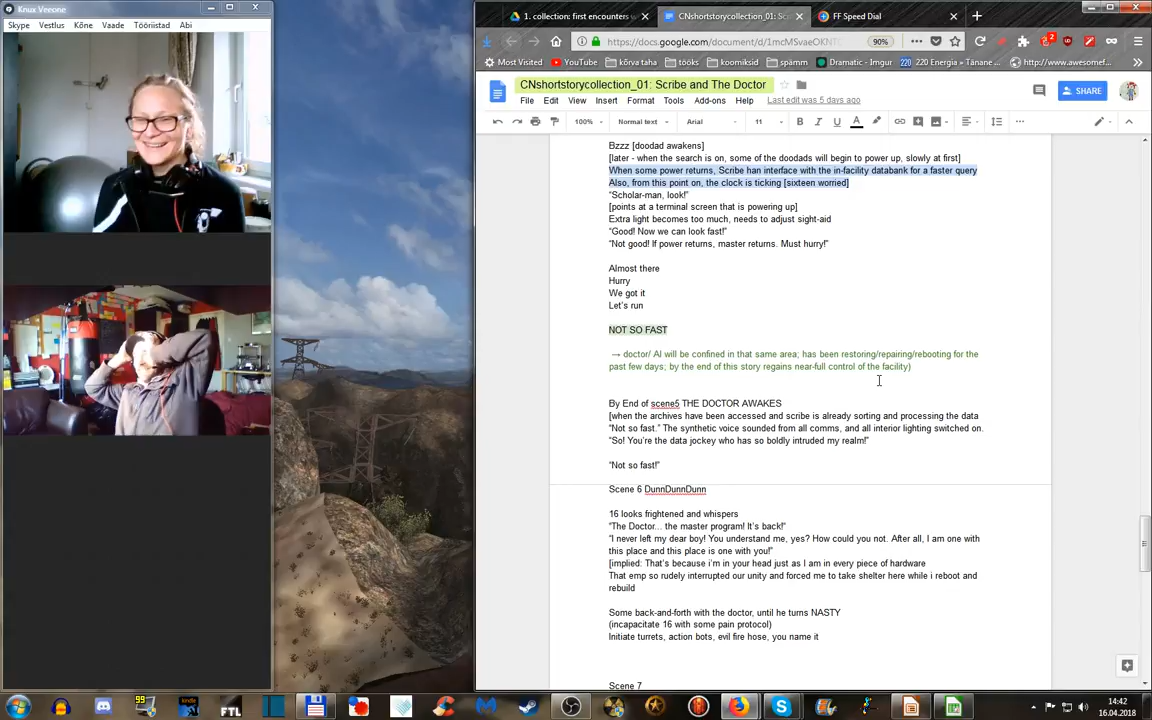 Knux Vreone
Skype Vestlus Kõne Vaade Tööriistad Abi
1. collection: first encounters
CNshortstorycollection_01: S
FF Speed Dial
https://docs.google.com/document/d/1mcMSvaeOKNT
90%
Most Visited YouTube kõrva taha tööks koomiksid spämm Dramatic - Imgur 220 Energia » Tänane ... http://www.awesomef...
CNshortstorycollection_01: Scribe and The Doctor
File Edit View Insert Format Tools Add-ons Help Last edit was 5 days ago
SHARE
100% Normal text Arial 11
Bzzz [doodad awakens]
[later - when the search is on, some of the doodads will begin to power up, slowly at first]
When some power returns, Scribe han interface with the in-facility databank for a faster query
Also, from this point on, the clock is ticking [sixteen worried]
“Scholar-man, look!”
[points at a terminal screen that is powering up]
Extra light becomes too much, needs to adjust sight-aid
“Good! Now we can look fast!”
“Not good! If power returns, master returns. Must hurry!”
Almost there
Hurry
We got it
Let’s run
NOT SO FAST
→ doctor/ AI will be confined in that same area; has been restoring/repairing/rebooting for the
past few days; by the end of this story regains near-full control of the facility)
By End of scene5 THE DOCTOR AWAKES
[when the archives have been accessed and scribe is already sorting and processing the data
“Not so fast.” The synthetic voice sounded from all comms, and all interior lighting switched on.
“So! You’re the data jockey who has so boldly intruded my realm!”
“Not so fast!”
Scene 6 DunnDunnDunn
16 looks frightened and whispers
“The Doctor... the master program! It’s back!”
“I never left my dear boy! You understand me, yes? How could you not. After all, I am one with
this place and this place is one with you!”
[implied: That’s because i’m in your head just as I am in every piece of hardware
That emp so rudely interrupted our unity and forced me to take shelter here while i reboot and
rebuild
Some back-and-forth with the doctor, until he turns NASTY
(incapacitate 16 with some pain protocol)
Initiate turrets, action bots, evil fire hose, you name it
Scene 7
99
kindle
FTL
14:42
16.04.2018